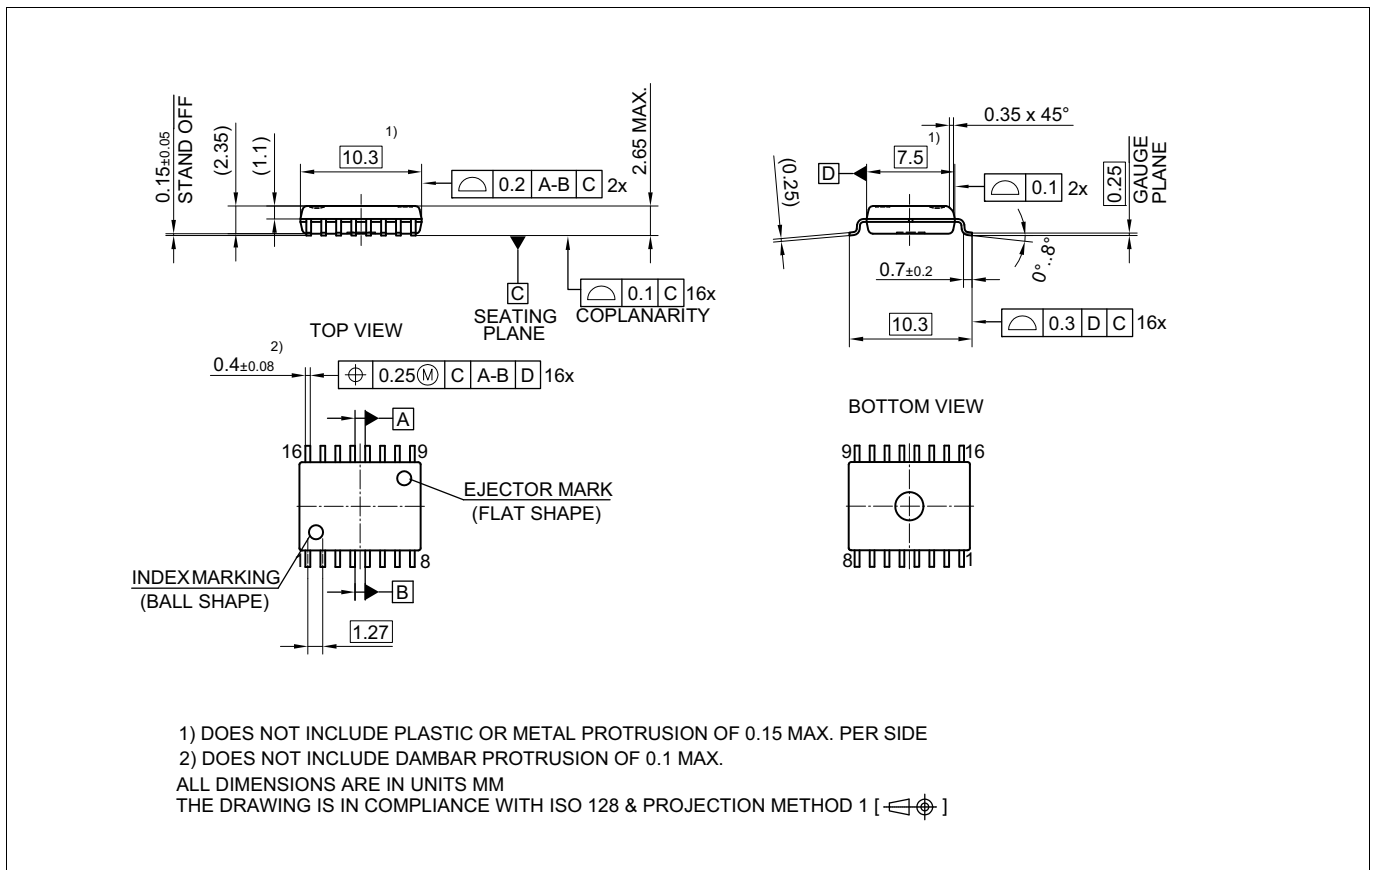 0.15±0.05
STAND OFF
(2.35)
(1.1)
10.3
1)
0.2 A-B C 2x
2.65 MAX.
C
SEATING
PLANE
0.1 C 16x
COPLANARITY
0.35 x 45°
D
7.5
1)
0.1 2x
0.25
GAUGE
PLANE
(0.25)
0°..8°
0.7±0.2
10.3
0.3 D C 16x
TOP VIEW
2)
0.4±0.08
0.25Ⓜ C A-B D 16x
A
16
9
EJECTOR MARK
(FLAT SHAPE)
1
8
INDEX MARKING
(BALL SHAPE)
B
1.27
BOTTOM VIEW
9
16
8
1
1) DOES NOT INCLUDE PLASTIC OR METAL PROTRUSION OF 0.15 MAX. PER SIDE
2) DOES NOT INCLUDE DAMBAR PROTRUSION OF 0.1 MAX.
ALL DIMENSIONS ARE IN UNITS MM
THE DRAWING IS IN COMPLIANCE WITH ISO 128 & PROJECTION METHOD 1 [ ]